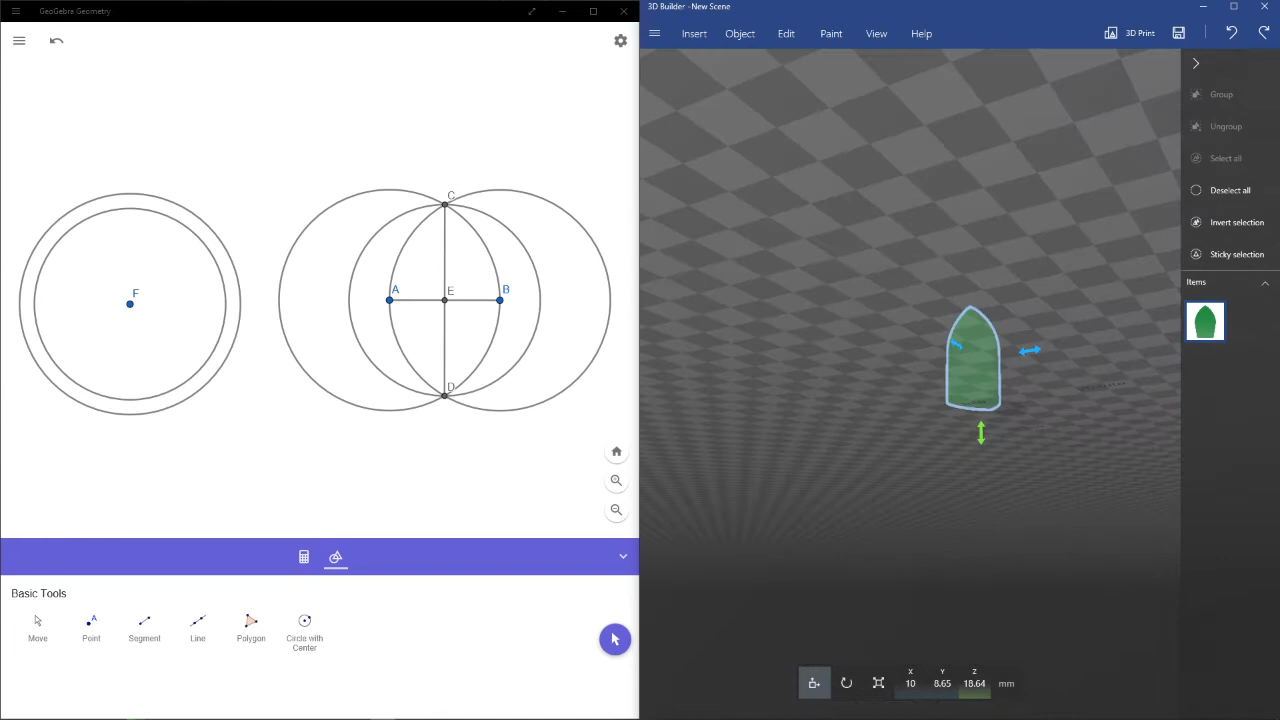 GeoGebra Geometry
F
C
A
E
B
D
Basic Tools
Move
Point
Segment
Line
Polygon
Circle with
Center
3D Builder - New Scene
Insert
Object
Edit
Paint
View
Help
3D Print
Group
Ungroup
Select all
Deselect all
Invert selection
Sticky selection
Items
X
Y
Z
10
8.65
18.64
mm